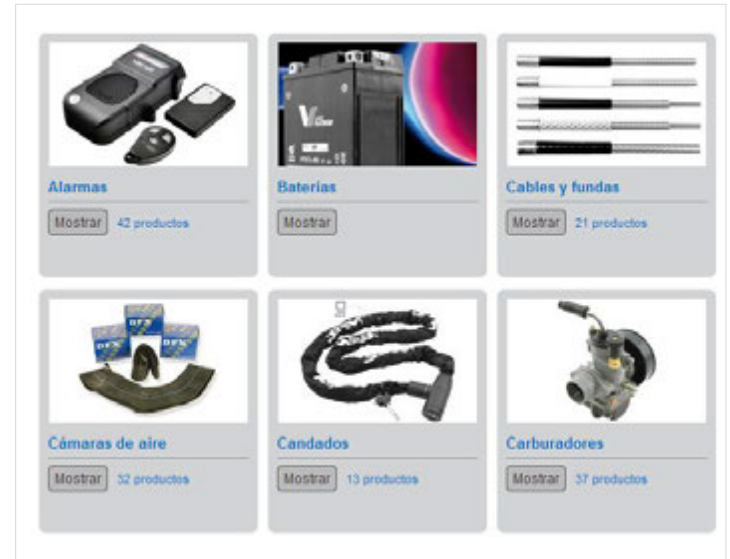 Alarmas
Mostrar 42 productos
Baterías
Mostrar
Cables y fundas
Mostrar 21 productos
Cámaras de aire
Mostrar 32 productos
Candados
Mostrar 13 productos
Carburadores
Mostrar 37 productos